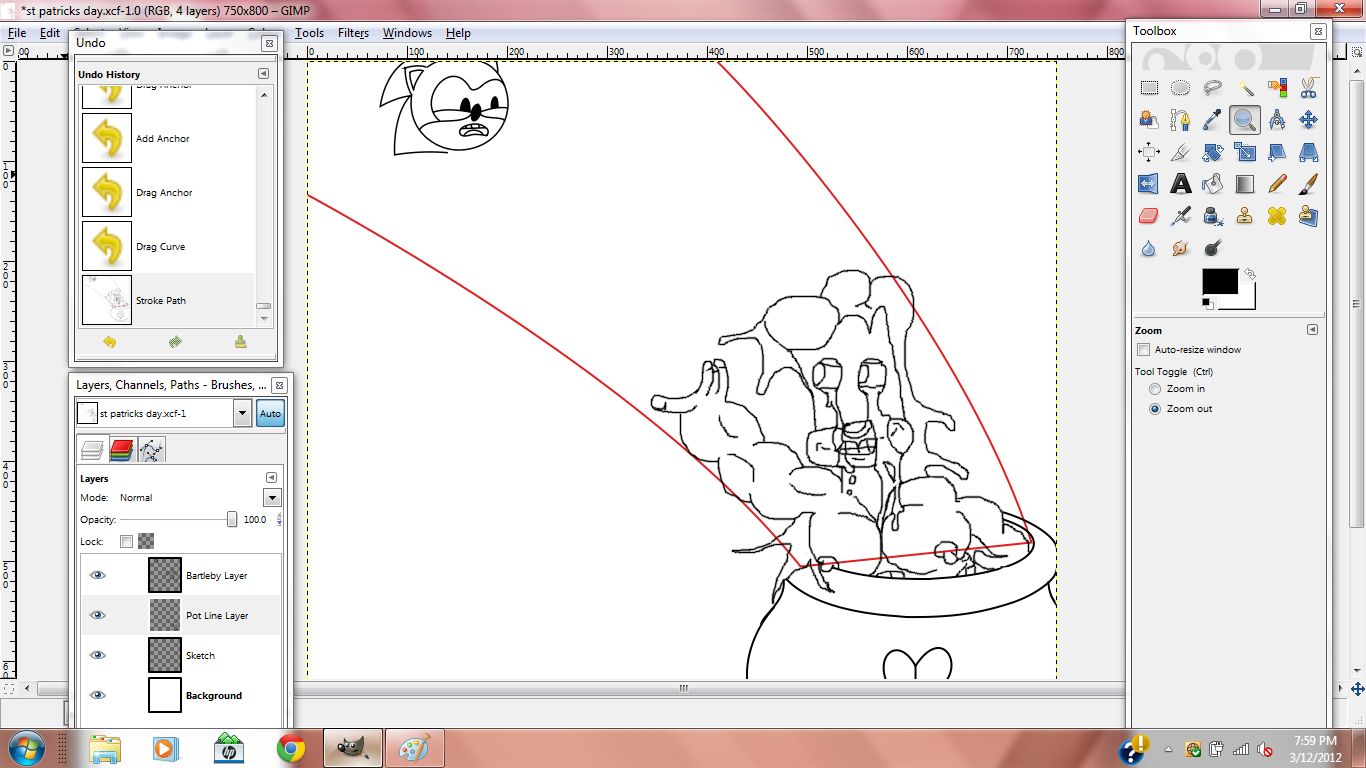 *st patricks day.xcf-1.0 (RGB, 4 layers) 750x800 – GIMP
File Edit Tools Filters Windows Help
Undo
Undo History
Add Anchor
Drag Anchor
Drag Curve
Stroke Path
0 100 200 300 400 500 600 700 800
Layers, Channels, Paths - Brushes, ...
st patricks day.xcf-1
Auto
Layers
Mode: Normal
Opacity: 100.0
Lock:
Bartleby Layer
Pot Line Layer
Sketch
Background
Toolbox
Zoom
Auto-resize window
Tool Toggle (Ctrl)
Zoom in
Zoom out
hp
7:59 PM
3/12/2012